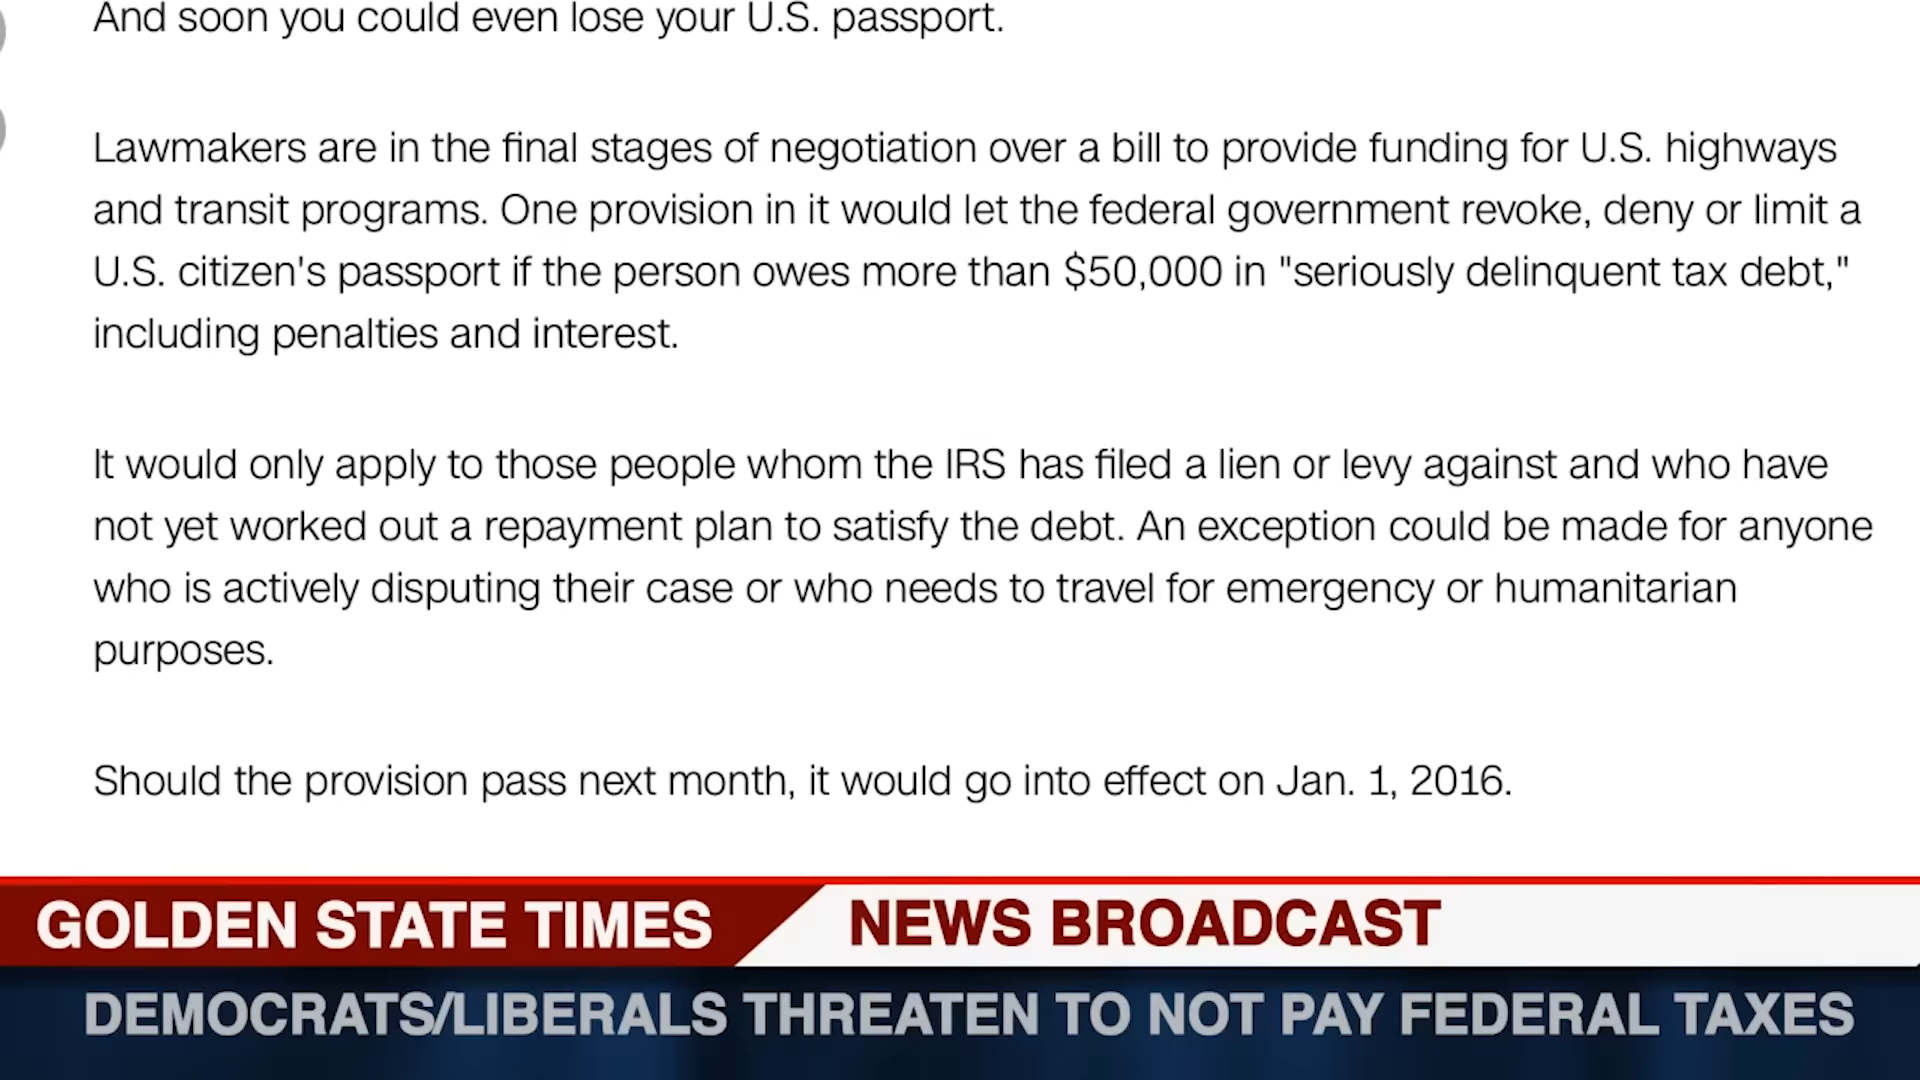 And soon you could even lose your U.S. passport.
Lawmakers are in the final stages of negotiation over a bill to provide funding for U.S. highways
and transit programs. One provision in it would let the federal government revoke, deny or limit a
U.S. citizen's passport if the person owes more than $50,000 in "seriously delinquent tax debt,"
including penalties and interest.
It would only apply to those people whom the IRS has filed a lien or levy against and who have
not yet worked out a repayment plan to satisfy the debt. An exception could be made for anyone
who is actively disputing their case or who needs to travel for emergency or humanitarian
purposes.
Should the provision pass next month, it would go into effect on Jan. 1, 2016.
GOLDEN STATE TIMES NEWS BROADCAST
DEMOCRATS/LIBERALS THREATEN TO NOT PAY FEDERAL TAXES